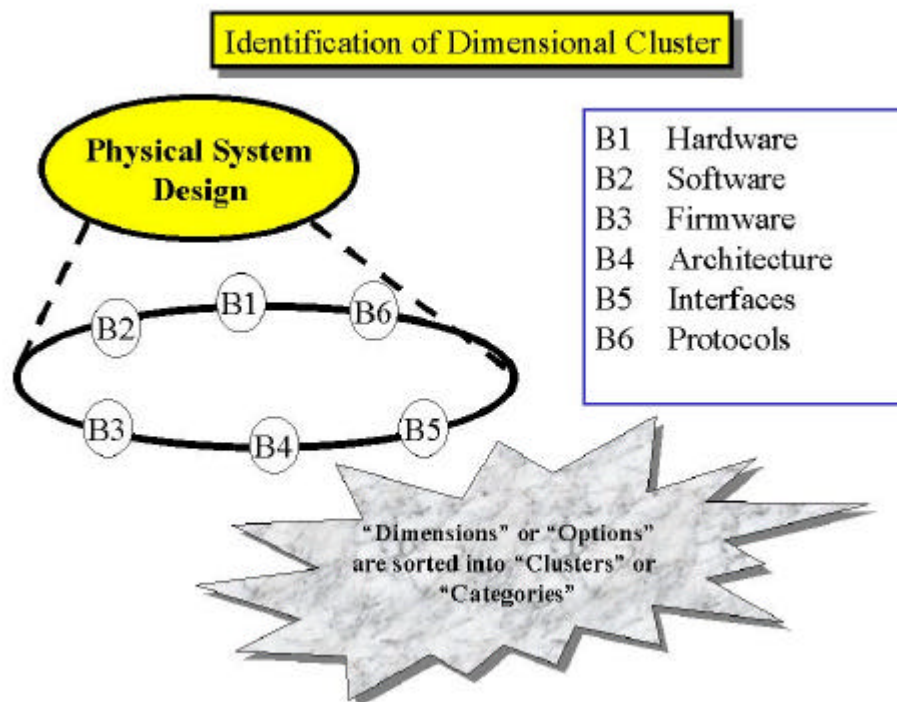 Identification of Dimensional Cluster
Physical System
Design
B1 Hardware
B2 Software
B3 Firmware
B4 Architecture
B5 Interfaces
B6 Protocols
B1
B2
B6
B3
B4
B5
“Dimensions” or “Options”
are sorted into “Clusters” or
“Categories”